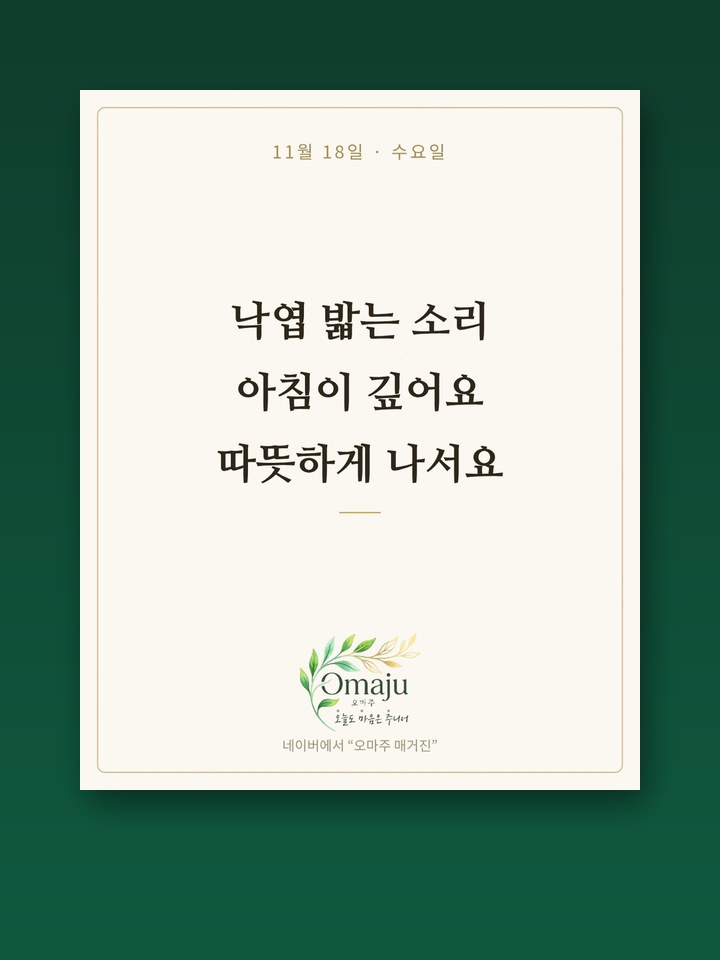 11월 18일 · 수요일
낙엽 밟는 소리
아침이 깊어요
따뜻하게 나서요
Omaju
오마주
오늘도 마음은 추니어
네이버에서 “오마주 매거진”